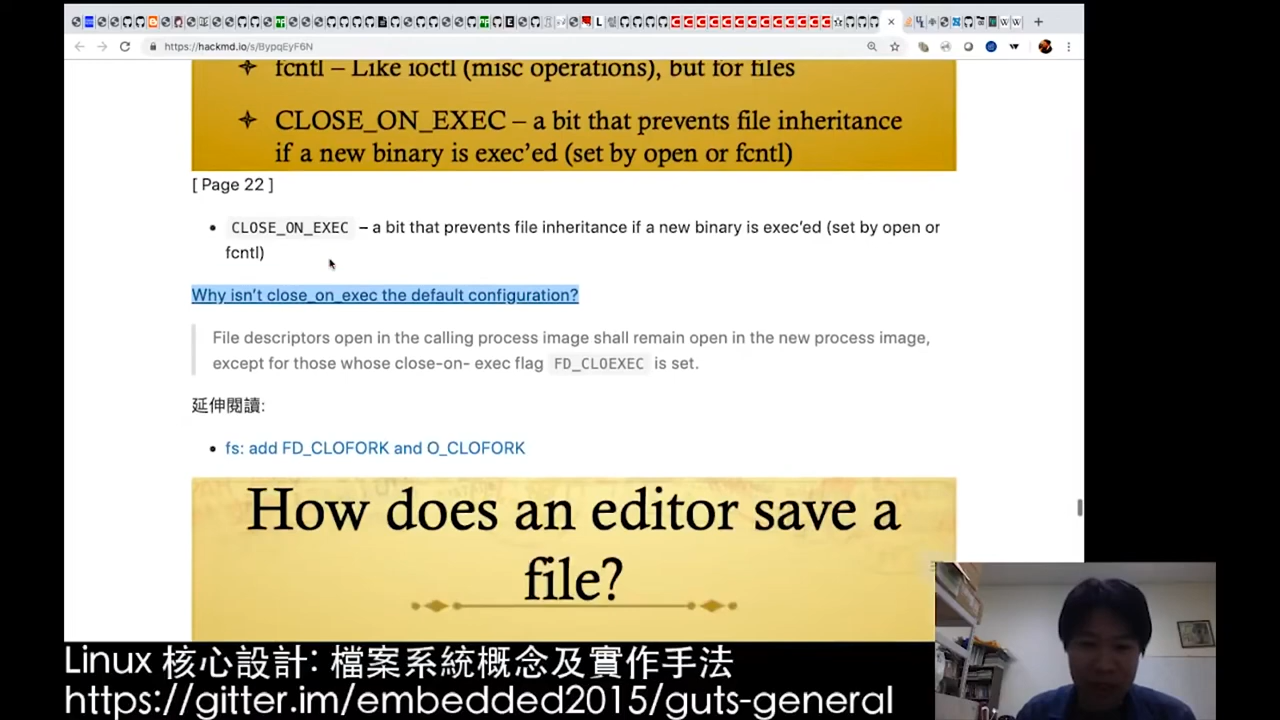 https://hackmd.io/s/BypqEyF6N
fcntl – Like ioctl (misc operations), but for files
CLOSE_ON_EXEC – a bit that prevents file inheritance
if a new binary is exec’ed (set by open or fcntl)
[ Page 22 ]
CLOSE_ON_EXEC – a bit that prevents file inheritance if a new binary is exec’ed (set by open or
fcntl)
Why isn’t close_on_exec the default configuration?
File descriptors open in the calling process image shall remain open in the new process image,
except for those whose close-on- exec flag FD_CLOEXEC is set.
延伸閱讀:
fs: add FD_CLOFORK and O_CLOFORK
How does an editor save a
file?
Linux 核心設計: 檔案系統概念及實作手法
https://gitter.im/embedded2015/guts-general